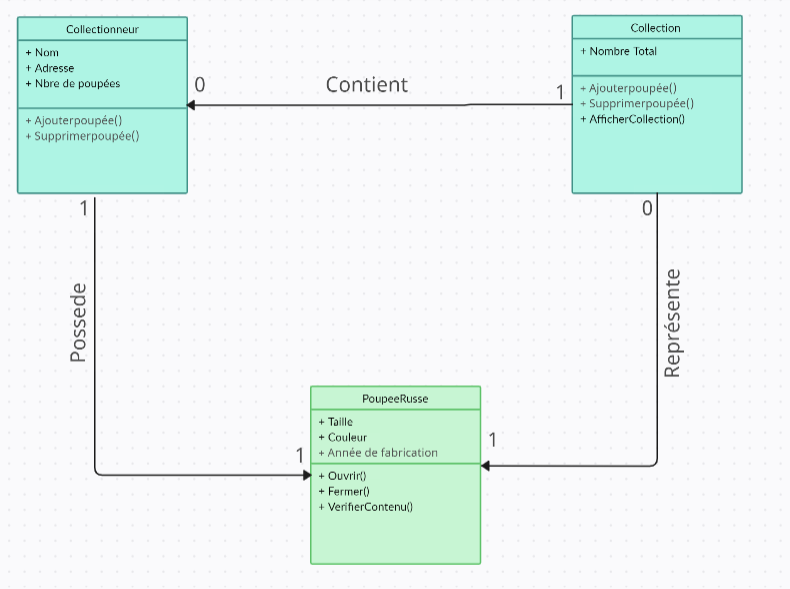 Collectionneur
+ Nom
+ Adresse
+ Nbre de poupées
+ Ajouterpoupée()
+ Supprimerpoupée()
0
Contient
1
Collection
+ Nombre Total
+ Ajouterpoupée()
+ Supprimerpoupée()
+ AfficherCollection()
1
Possede
1
0
Représente
1
PoupeeRusse
+ Taille
+ Couleur
+ Année de fabrication
+ Ouvrir()
+ Fermer()
+ VerifierContenu()